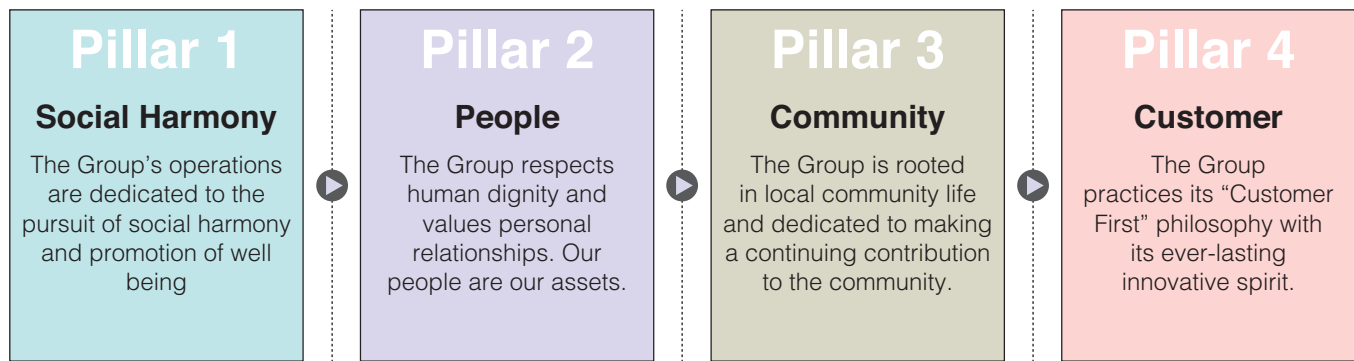 Pillar 1
Social Harmony
The Group's operations
are dedicated to the
pursuit of social harmony
and promotion of well
being
Pillar 2
People
The Group respects
human dignity and
values personal
relationships. Our
people are our assets.
Pillar 3
Community
The Group is rooted
in local community life
and dedicated to making
a continuing contribution
to the community.
Pillar 4
Customer
The Group
practices its “Customer
First” philosophy with
its ever-lasting
innovative spirit.